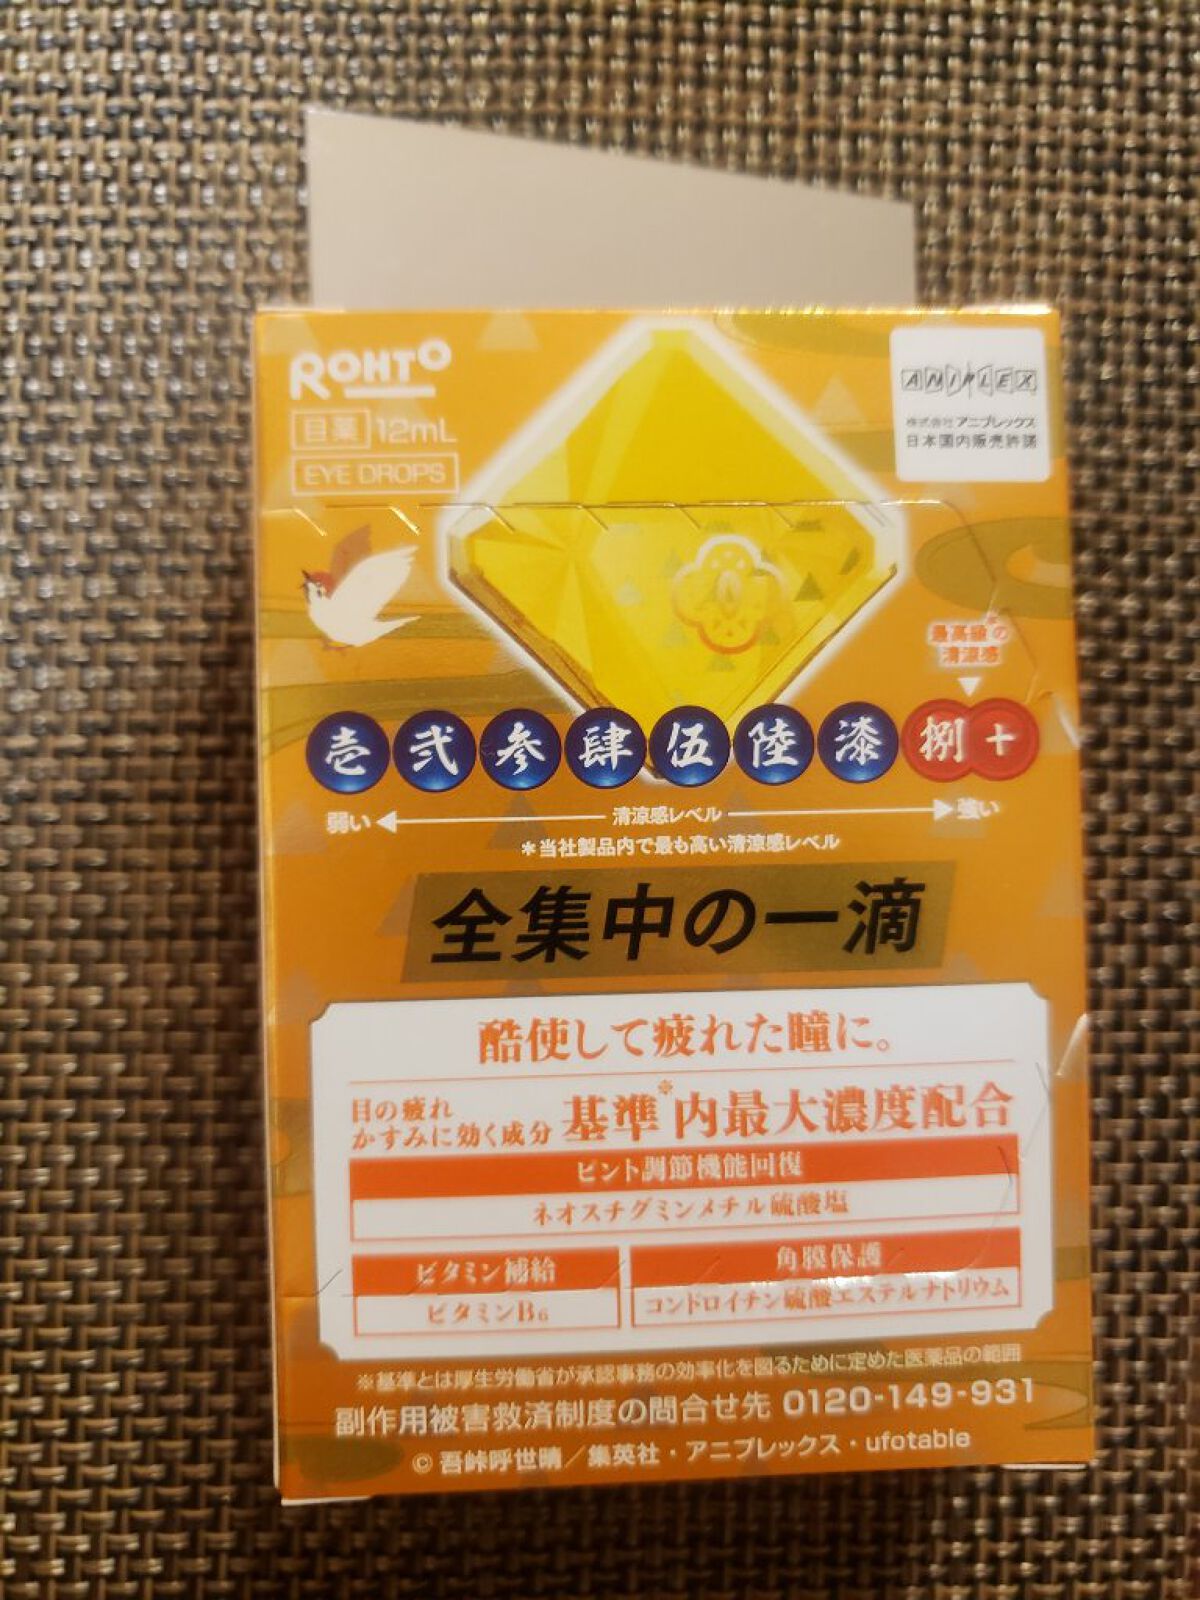 ROHTO
目薬 12mL
EYE DROPS
ANIPLEX
株式会社アニプレックス
日本国内販売許諾
最高級*の
清涼感
壱 弐 参 肆 伍 陸 漆 捌 +
弱い 清涼感レベル 強い
*当社製品内で最も高い清涼感レベル
全集中の一滴
酷使して疲れた瞳に。
目の疲れ
かすみに効く成分 基準※内最大濃度配合
ピント調節機能回復
ネオスチグミンメチル硫酸塩
ビタミン補給
ビタミンB6
角膜保護
コンドロイチン硫酸エステルナトリウム
※基準とは厚生労働省が承認事務の効率化を図るために定めた医薬品の範囲
副作用被害救済制度の問合せ先 0120-149-931
©吾峠呼世晴／集英社・アニプレックス・ufotable